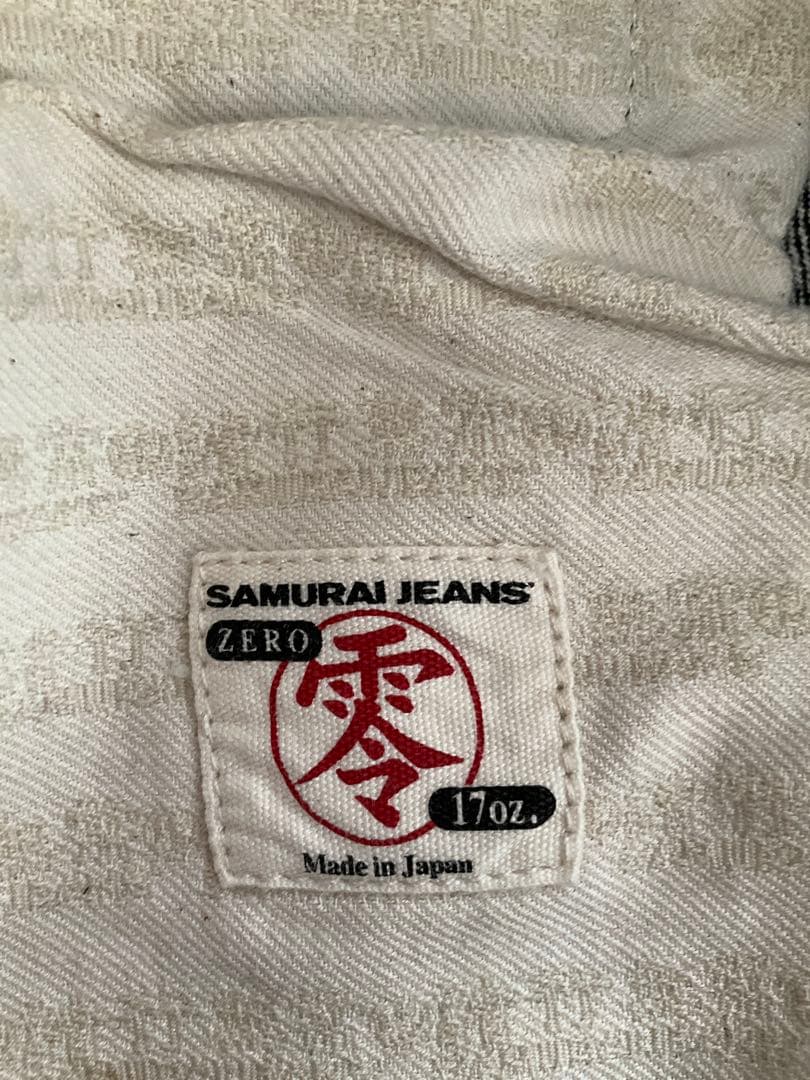 SAMURAI JEANS
ZERO
零
17oz.
Made in Japan